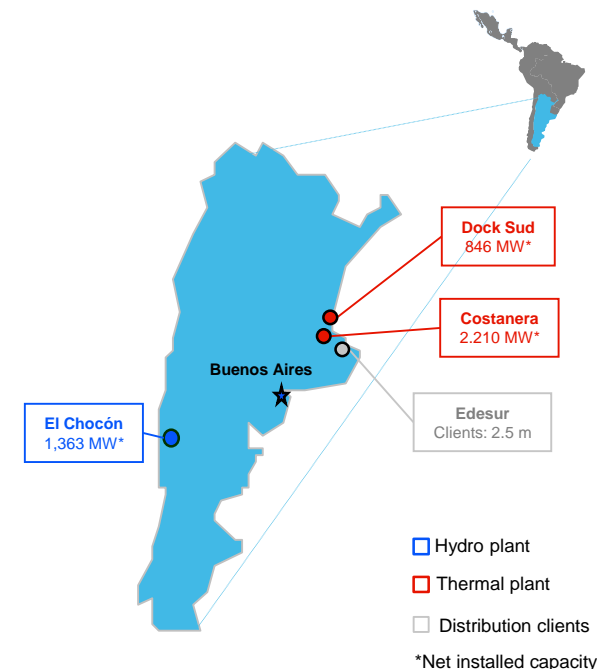 Dock Sud
846 MW*
Costanera
2.210 MW*
Buenos Aires
El Chocón
1,363 MW*
Edesur
Clients: 2.5 m
Hydro plant
Thermal plant
Distribution clients
*Net installed capacity